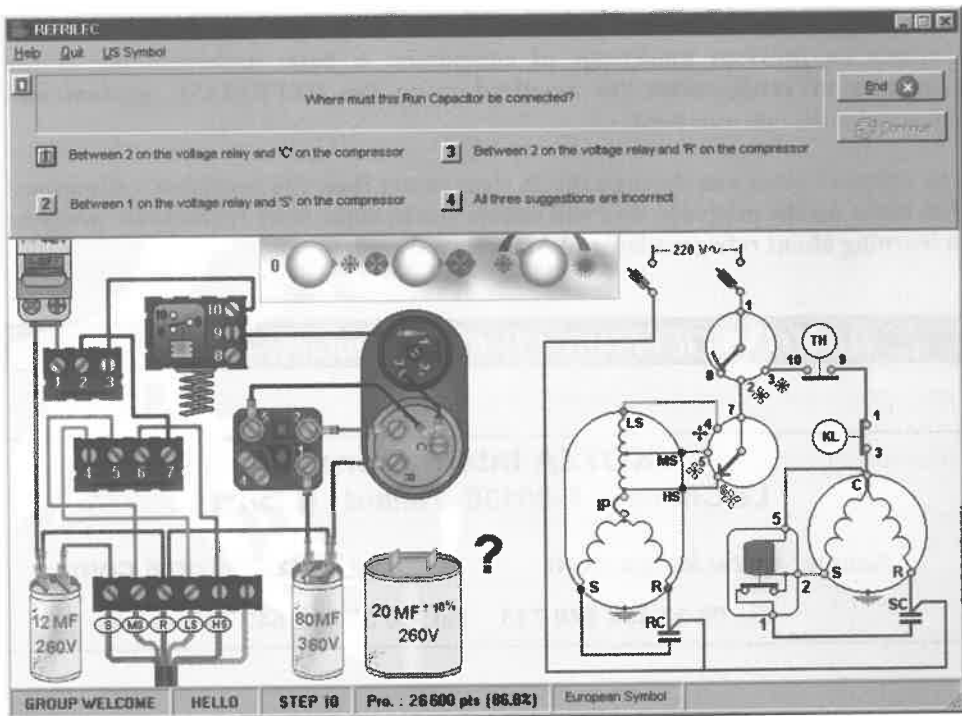 REFRILEC
Help Quit US Symbol
Where must this Run Capacitor be connected?
End
Continue
1 Between 2 on the voltage relay and 'C' on the compressor
3 Between 2 on the voltage relay and 'R' on the compressor
2 Between 1 on the voltage relay and 'S' on the compressor
4 All three suggestions are incorrect
0
220 V~
1
10
9
8
1 2 3
4 5 6 7
TH
10 9
8
2
3
7
1
KL
3
C
LS
4
MS
5
HS
IP
5
S R
2
S R
1
RC
SC
12MF
260V
S MS R LS HS
80MF
360V
20MF +10%
260V
?
GROUP WELCOME HELLO STEP 10 Pro. : 26600 pts (86.8%) European Symbol